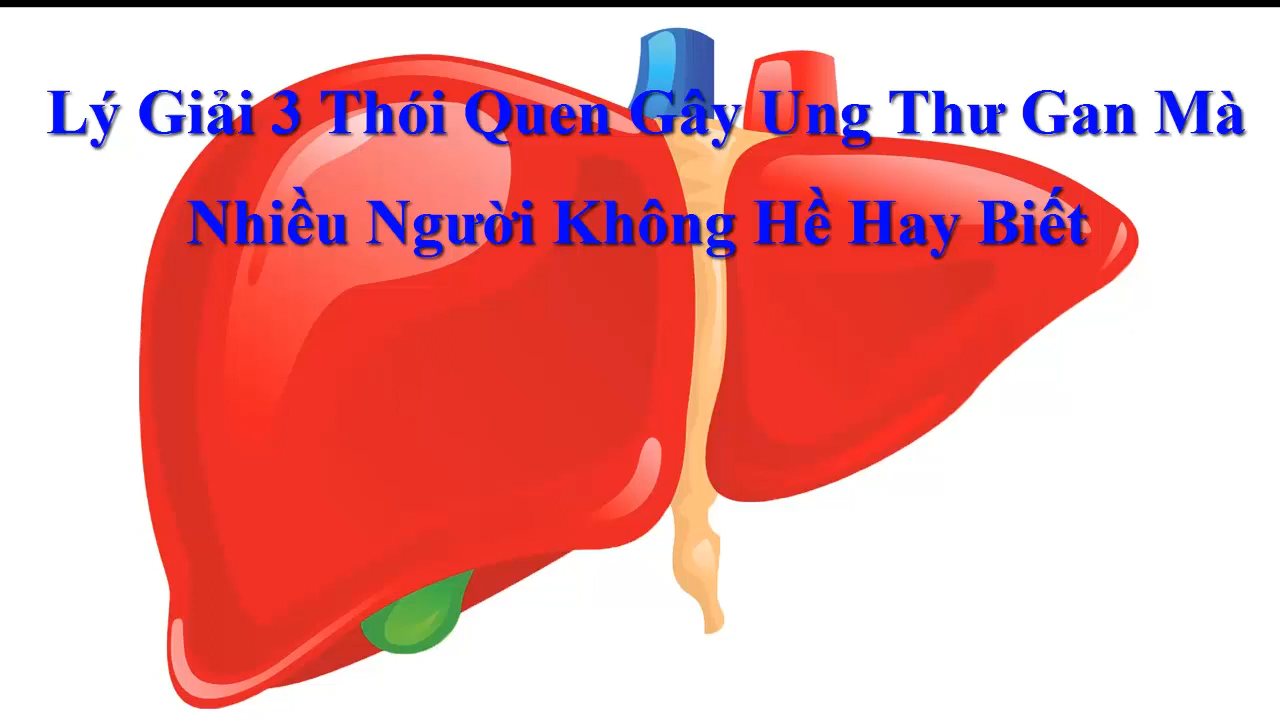 Lý Giải 3 Thói Quen Gây Ung Thư Gan Mà
Nhiều Người Không Hề Hay Biết